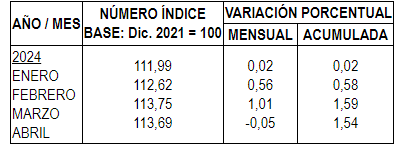 AÑO / MES NÚMERO ÍNDICE BASE: Dic. 2021 = 100 VARIACIÓN PORCENTUAL
MENSUAL ACUMULADA
2024
ENERO 111,99 0,02 0,02
FEBRERO 112,62 0,56 0,58
MARZO 113,75 1,01 1,59
ABRIL 113,69 -0,05 1,54